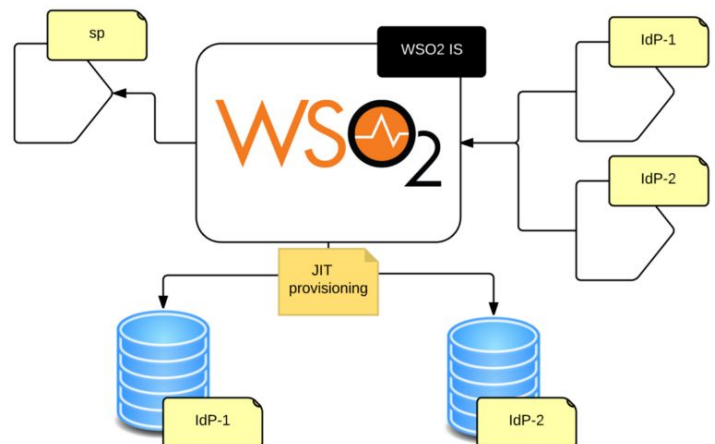 sp
WSO2 IS
IdP-1
WSO2
IdP-2
JIT
provisioning
IdP-1
IdP-2